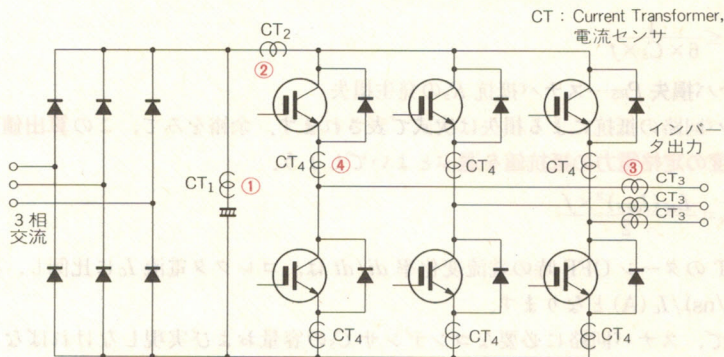 CT : Current Transformer,
電流センサ
CT2
②
インバー
タ出力
CT4
④
CT4
CT4
③
CT3
CT3
CT3
CT1
①
3相
交流
CT4
CT4
CT4